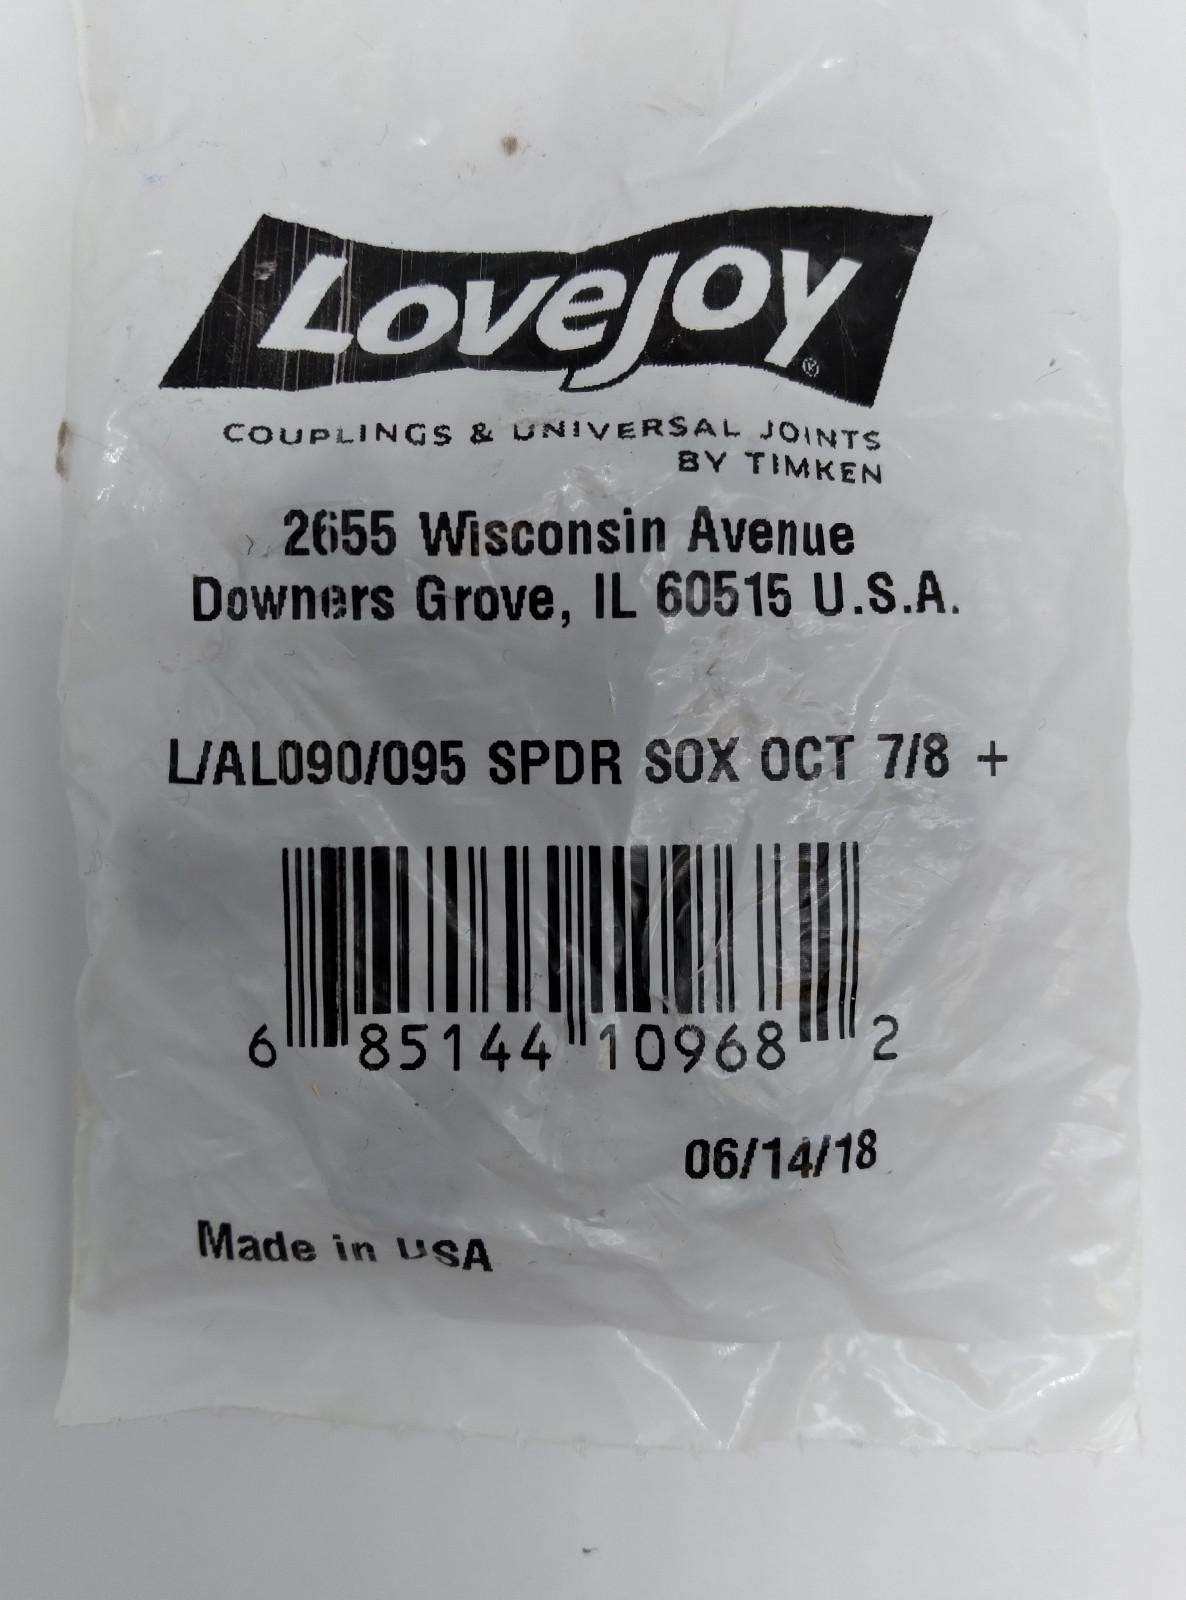 Lovejoy®
COUPLINGS & UNIVERSAL JOINTS
BY TIMKEN
2655 Wisconsin Avenue
Downers Grove, IL 60515 U.S.A.
L/AL090/095 SPDR SOX OCT 7/8 +
6 85144 10968 2
06/14/18
Made in USA